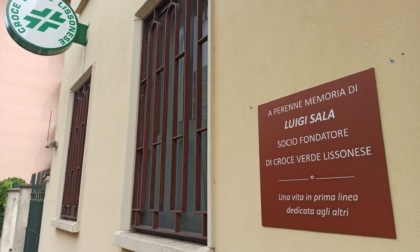 CROCE LISSONESE
A PERENNE MEMORIA DI
LUIGI SALA
SOCIO FONDATORE
DI CROCE VERDE LISSONESE
Una vita in prima linea
dedicata agli altri